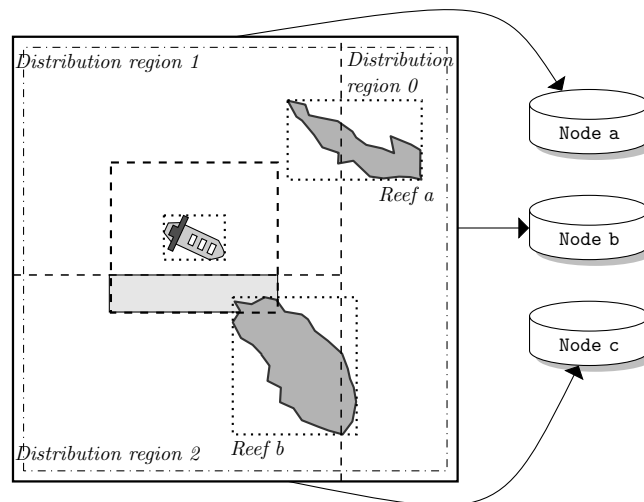 Distribution region 1
Distribution
region 0
Node a
Reef a
Node b
Node c
Reef b
Distribution region 2